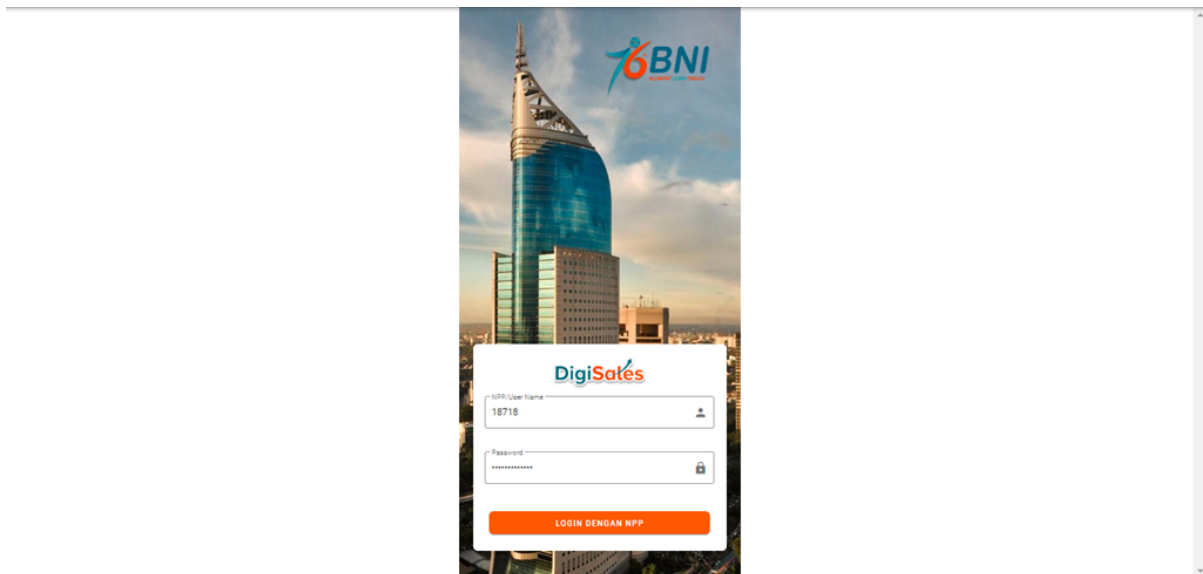 76 BNI
DigiSales
NPP/User Name
18718
Password
•••••••••••••
LOGIN DENGAN NPP